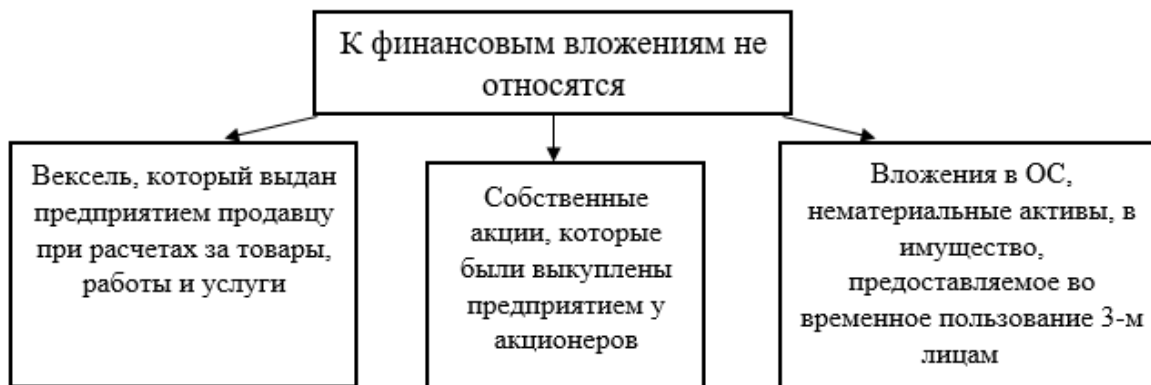 К финансовым вложениям не
относятся
Вексель, который выдан
предприятием продавцу
при расчетах за товары,
работы и услуги
Собственные
акции, которые
были выкуплены
предприятием у
акционеров
Вложения в ОС,
нематериальные активы, в
имущество,
предоставляемое во
временное пользование 3-м
лицам